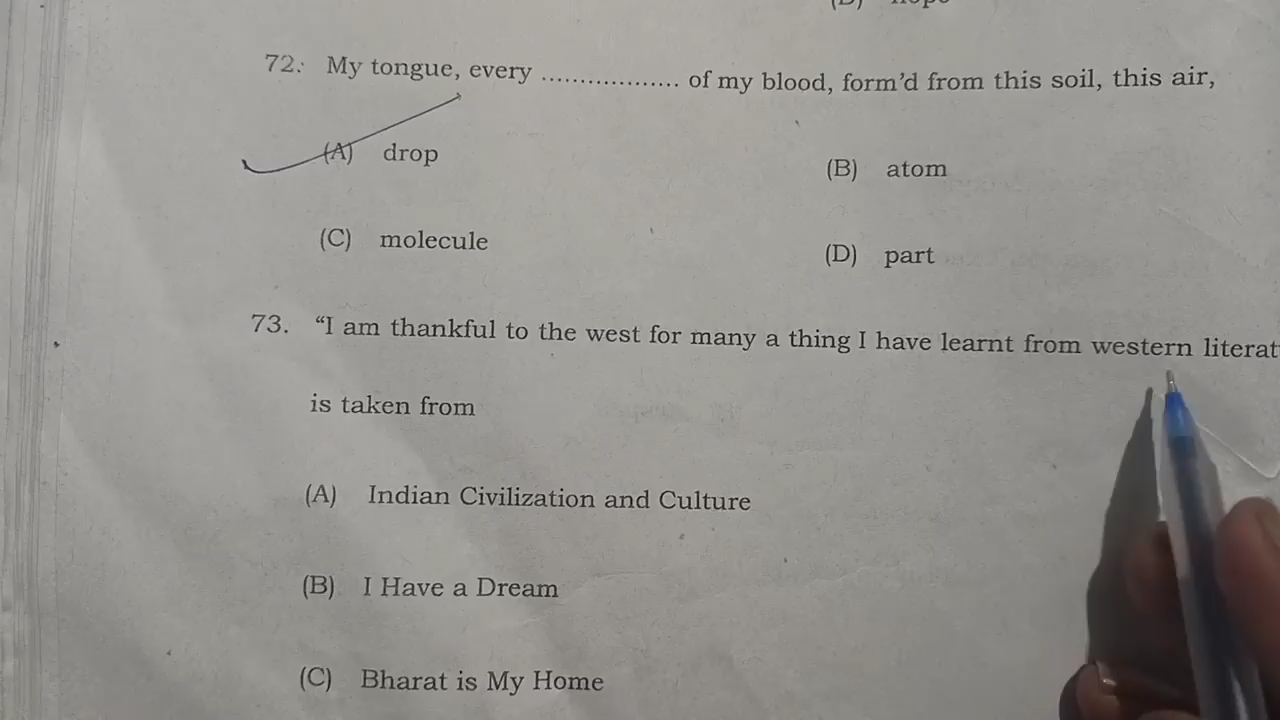 72. My tongue, every .................. of my blood, form'd from this soil, this air,
(A) drop (B) atom
(C) molecule (D) part
73. “I am thankful to the west for many a thing I have learnt from western literat
is taken from
(A) Indian Civilization and Culture
(B) I Have a Dream
(C) Bharat is My Home